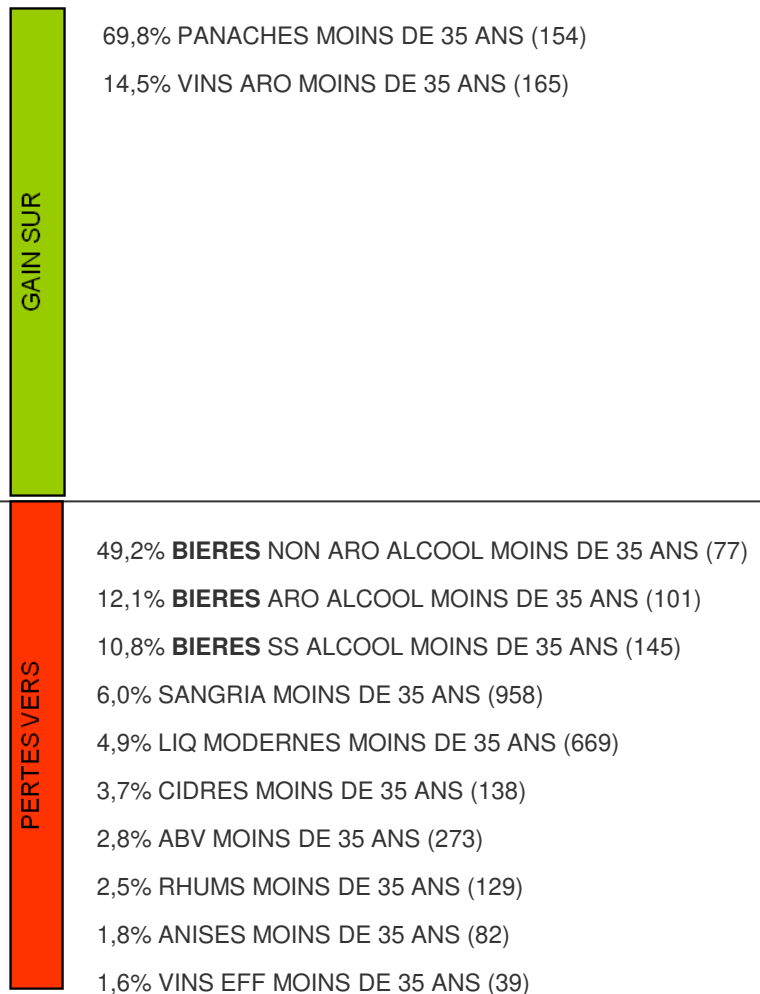 GAIN SUR
69,8% PANACHES MOINS DE 35 ANS (154)
14,5% VINS ARO MOINS DE 35 ANS (165)
PERTES VERS
49,2% BIERES NON ARO ALCOOL MOINS DE 35 ANS (77)
12,1% BIERES ARO ALCOOL MOINS DE 35 ANS (101)
10,8% BIERES SS ALCOOL MOINS DE 35 ANS (145)
6,0% SANGRIA MOINS DE 35 ANS (958)
4,9% LIQ MODERNES MOINS DE 35 ANS (669)
3,7% CIDRES MOINS DE 35 ANS (138)
2,8% ABV MOINS DE 35 ANS (273)
2,5% RHUMS MOINS DE 35 ANS (129)
1,8% ANISES MOINS DE 35 ANS (82)
1,6% VINS EFF MOINS DE 35 ANS (39)